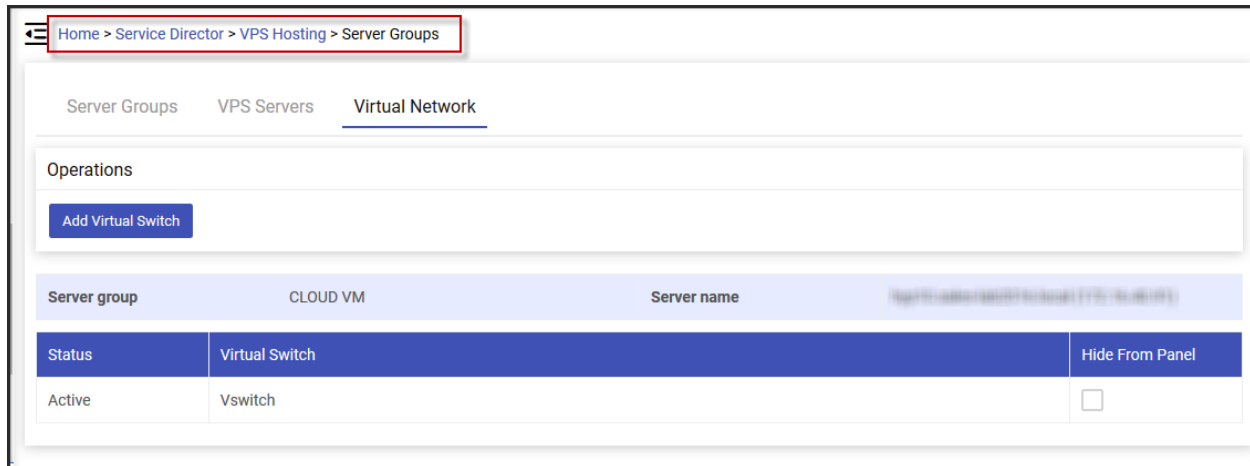 Home > Service Director > VPS Hosting > Server Groups
Server Groups VPS Servers Virtual Network
Operations
Add Virtual Switch
Server group CLOUD VM Server name
Status Virtual Switch Hide From Panel
Active Vswitch